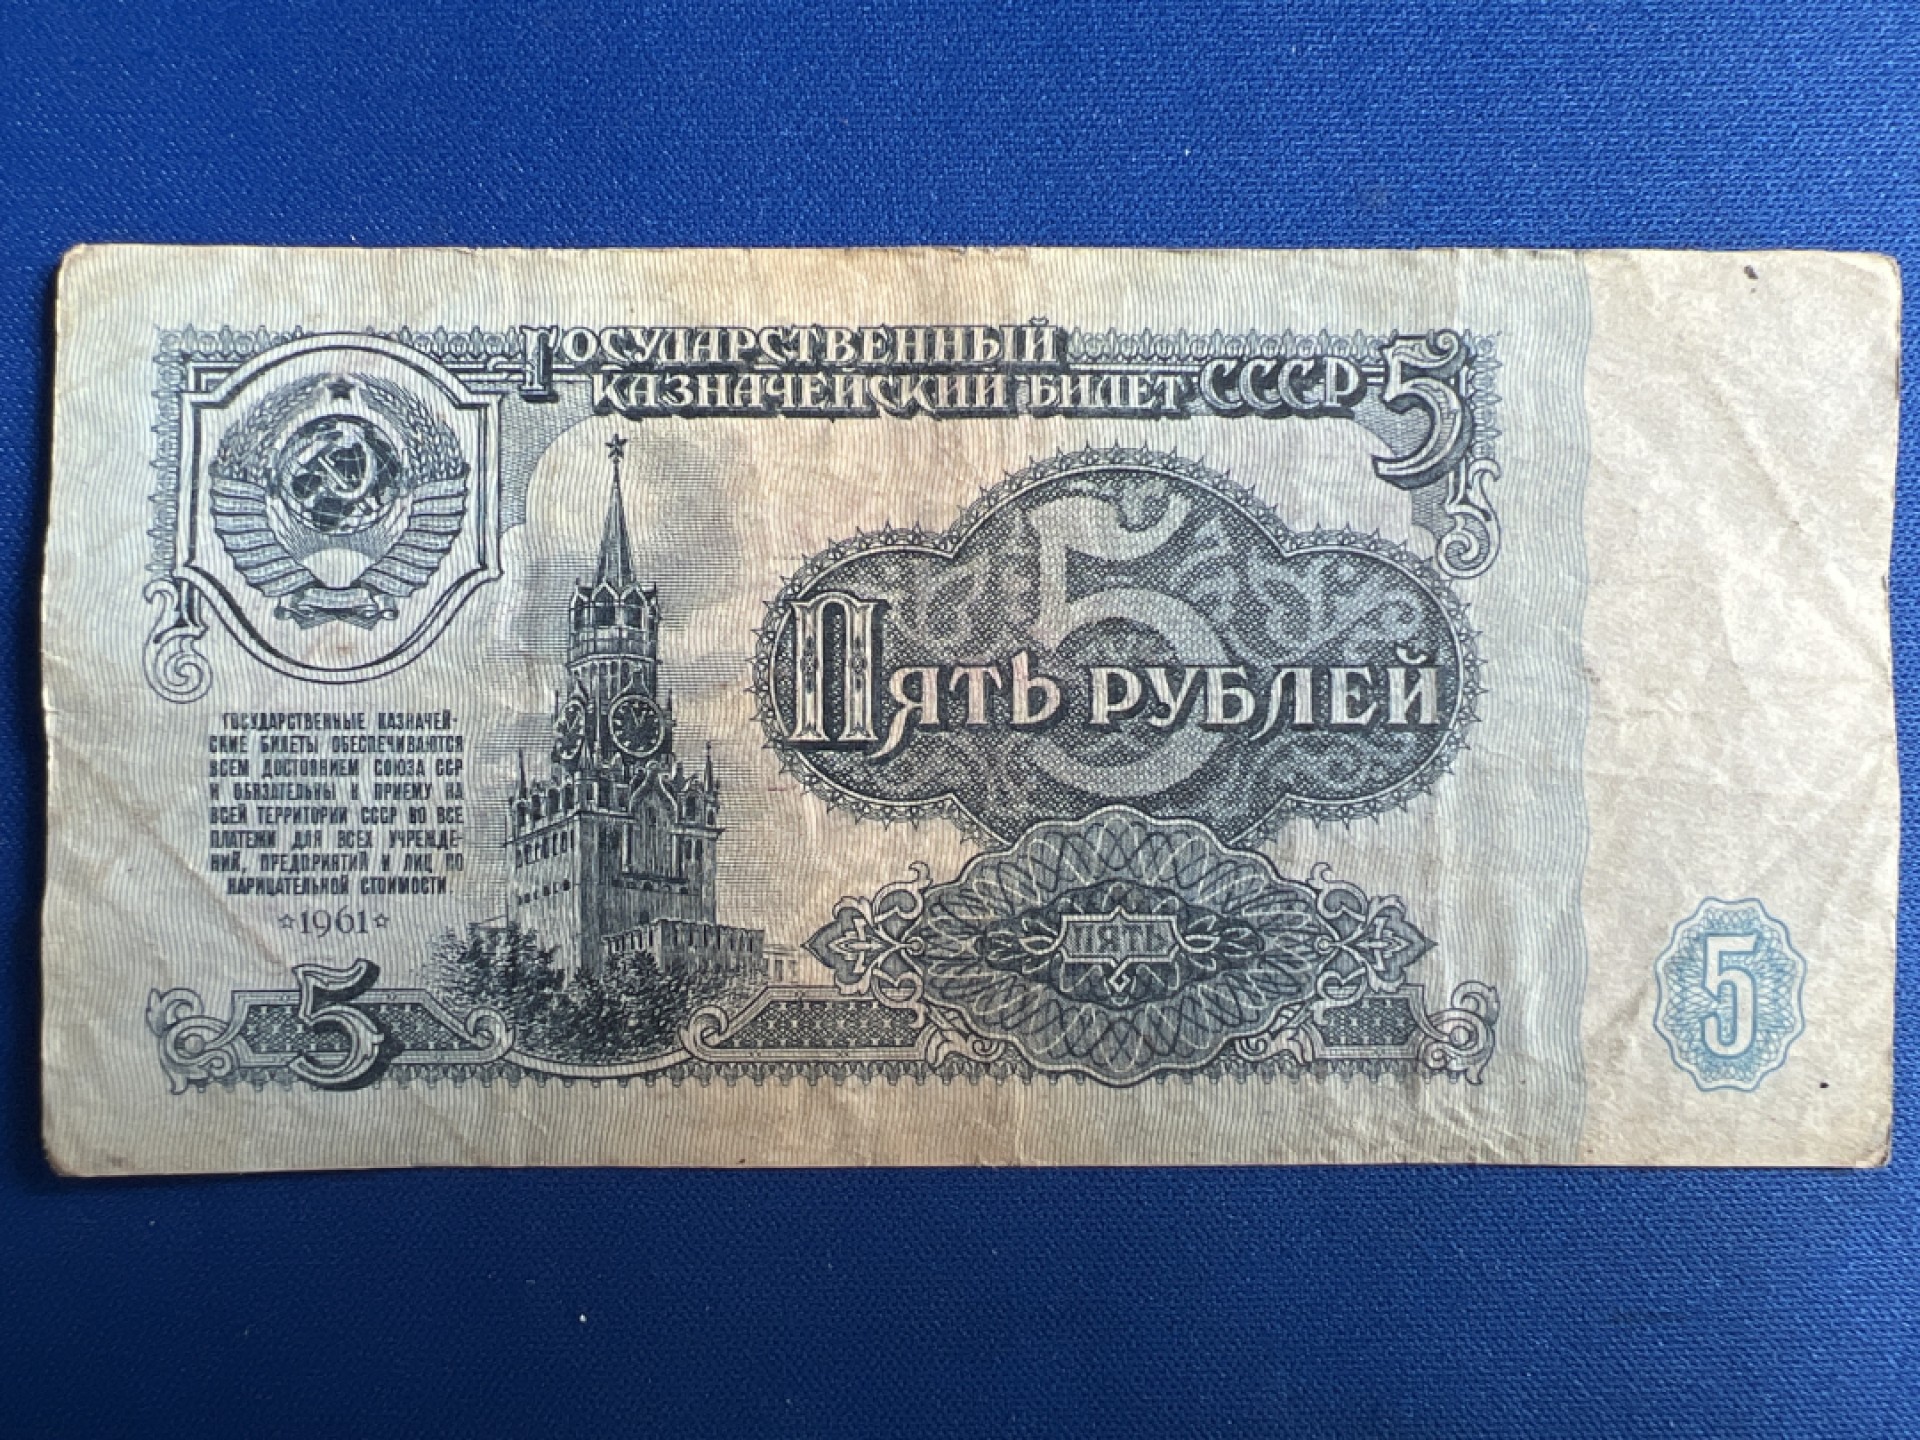 Государственный
казначейский билет СССР 5
5
Пять рублей
Государственные казначей-
ские билеты обеспечиваются
всем достоянием Союза ССР
и обязательны к приему на
всей территории СССР во все
платежи для всех учрежде-
ний, предприятий и лиц по
нарицательной стоимости.
☆1961☆
ПЯТЬ
5
5